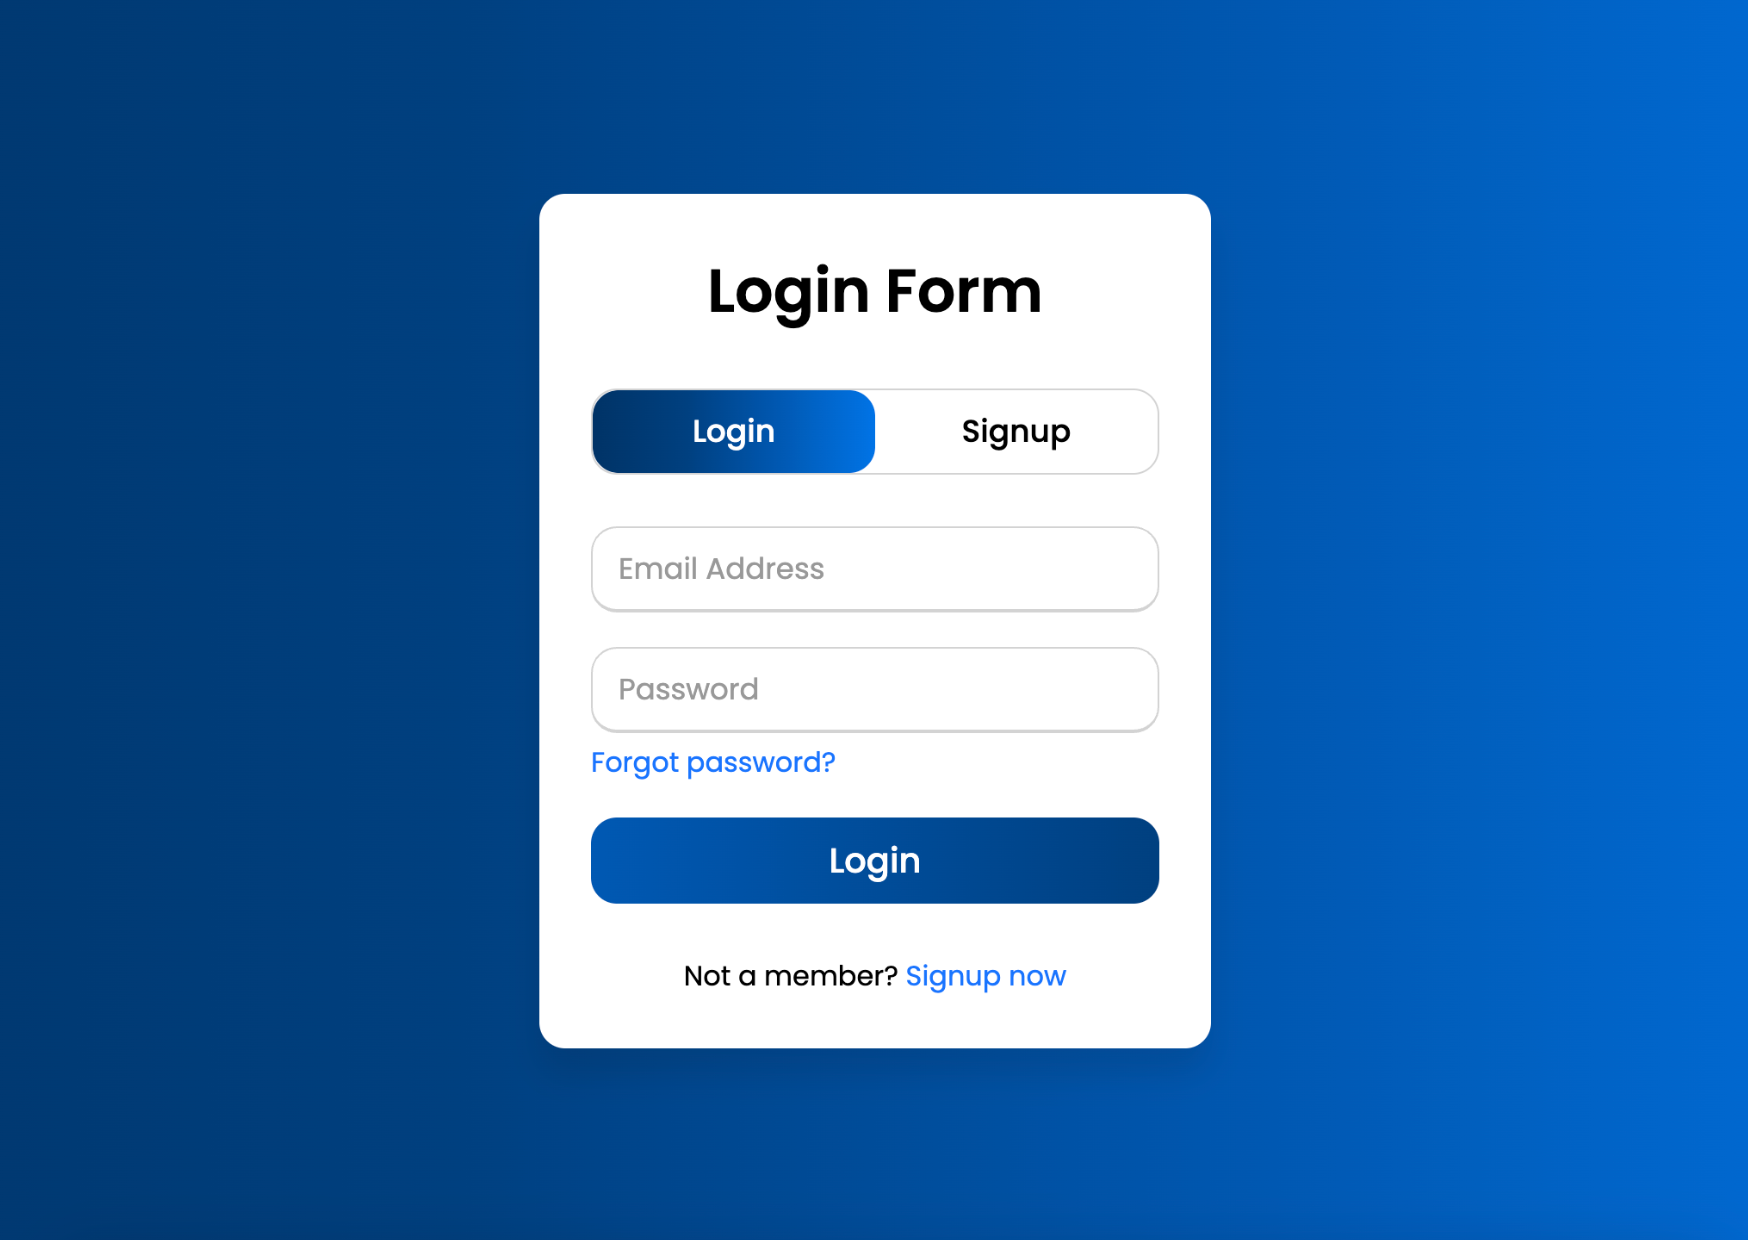 Login Form
Login Signup
Email Address
Password
Forgot password?
Login
Not a member? Signup now